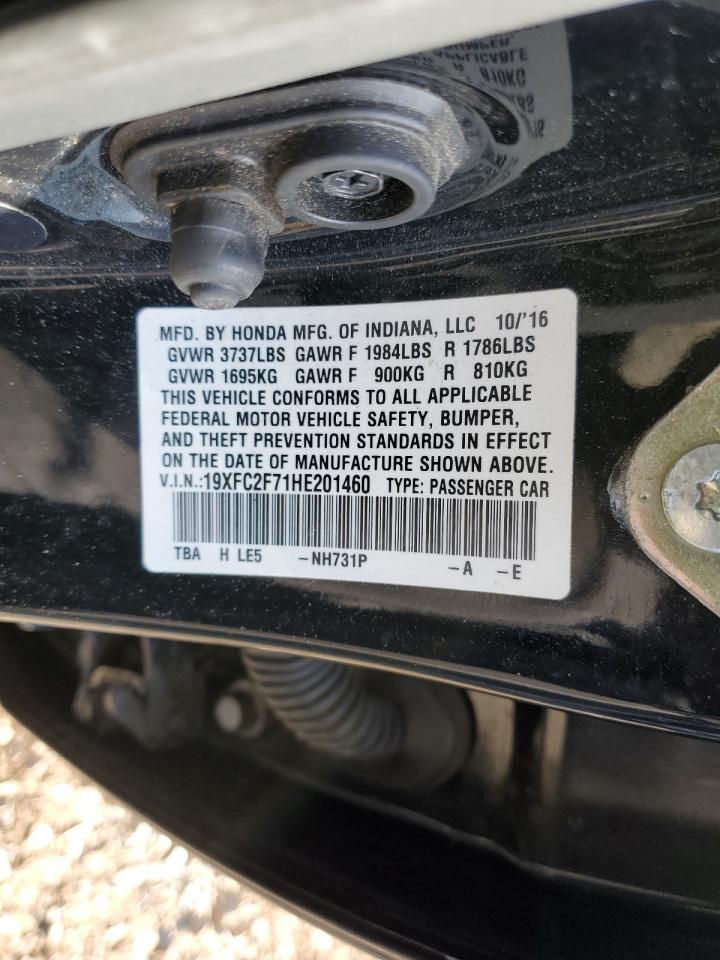 MFD. BY HONDA MFG. OF INDIANA, LLC 10/'16
GVWR 3737LBS GAWR F 1984LBS R 1786LBS
GVWR 1695KG GAWR F 900KG R 810KG
THIS VEHICLE CONFORMS TO ALL APPLICABLE
FEDERAL MOTOR VEHICLE SAFETY, BUMPER,
AND THEFT PREVENTION STANDARDS IN EFFECT
ON THE DATE OF MANUFACTURE SHOWN ABOVE.
V.I.N.:19XFC2F71HE201460 TYPE: PASSENGER CAR
TBA H LE5 -NH731P -A -E